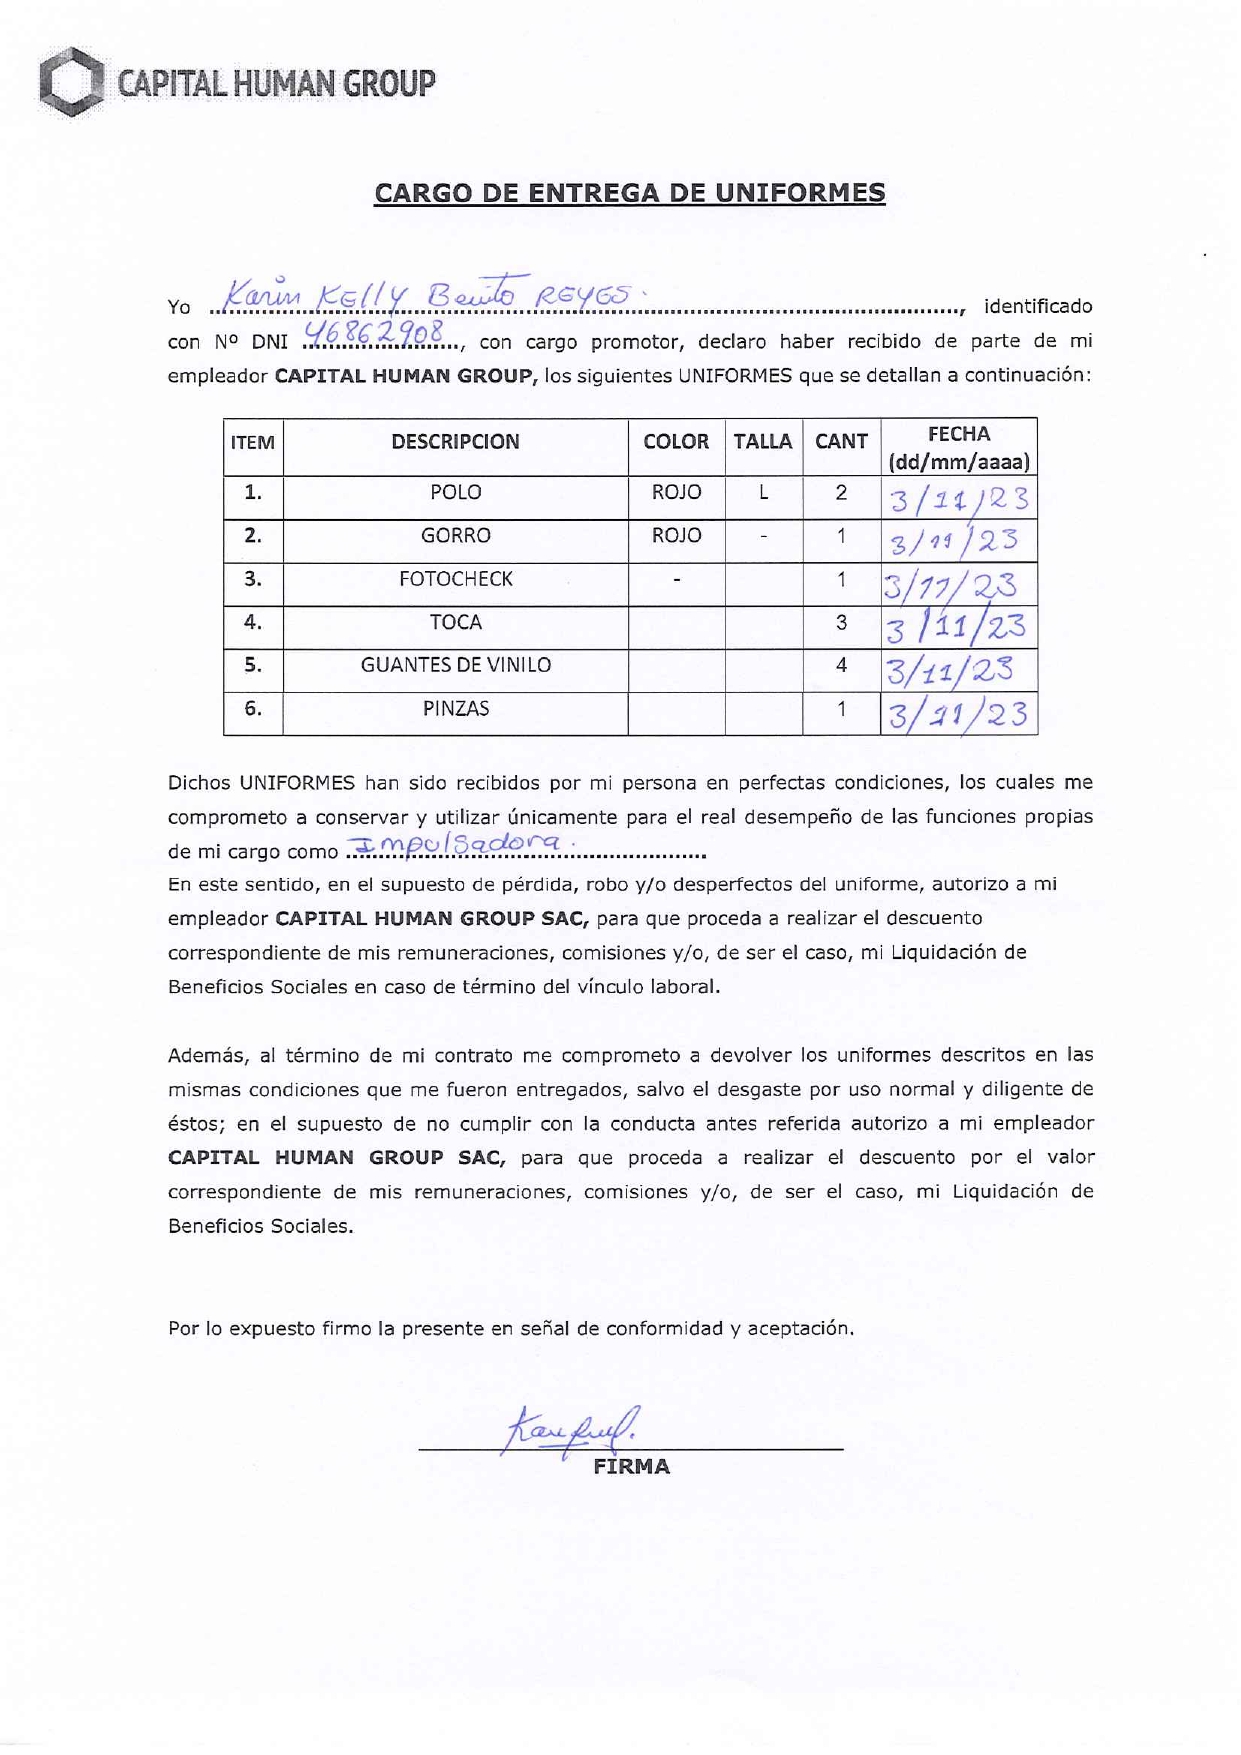 CAPITAL HUMAN GROUP
CARGO DE ENTREGA DE UNIFORMES
Yo Karin Kelly Benito REYES., identificado
con Nº DNI 46862908, con cargo promotor, declaro haber recibido de parte de mi
empleador CAPITAL HUMAN GROUP, los siguientes UNIFORMES que se detallan a continuación:
ITEM DESCRIPCION COLOR TALLA CANT FECHA (dd/mm/aaaa)
1. POLO ROJO L 2 3/11/23
2. GORRO ROJO - 1 3/11/23
3. FOTOCHECK - 1 3/11/23
4. TOCA 3 3/11/23
5. GUANTES DE VINILO 4 3/11/23
6. PINZAS 1 3/11/23
Dichos UNIFORMES han sido recibidos por mi persona en perfectas condiciones, los cuales me
comprometo a conservar y utilizar únicamente para el real desempeño de las funciones propias
de mi cargo como Impulsadora.
En este sentido, en el supuesto de pérdida, robo y/o desperfectos del uniforme, autorizo a mi
empleador CAPITAL HUMAN GROUP SAC, para que proceda a realizar el descuento
correspondiente de mis remuneraciones, comisiones y/o, de ser el caso, mi Liquidación de
Beneficios Sociales en caso de término del vínculo laboral.
Además, al término de mi contrato me comprometo a devolver los uniformes descritos en las
mismas condiciones que me fueron entregados, salvo el desgaste por uso normal y diligente de
éstos; en el supuesto de no cumplir con la conducta antes referida autorizo a mi empleador
CAPITAL HUMAN GROUP SAC, para que proceda a realizar el descuento por el valor
correspondiente de mis remuneraciones, comisiones y/o, de ser el caso, mi Liquidación de
Beneficios Sociales.
Por lo expuesto firmo la presente en señal de conformidad y aceptación.
FIRMA